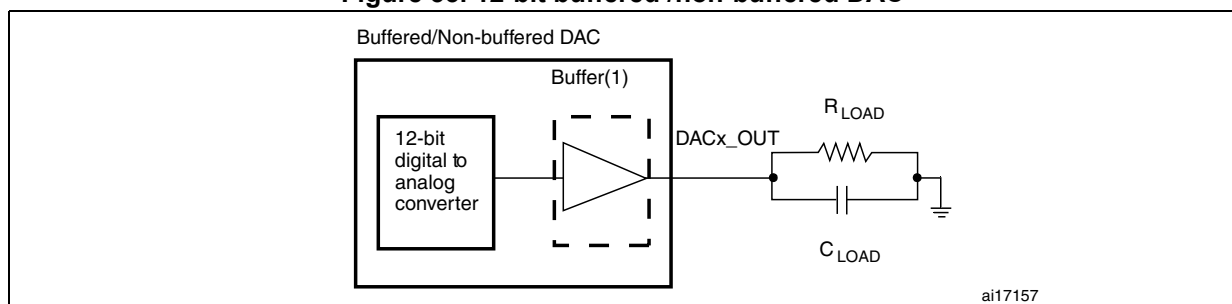 Figure 12-bit buffered /non-buffered DAC
Buffered/Non-buffered DAC
Buffer(1)
12-bit
digital to
analog
converter
DACx_OUT
R LOAD
C LOAD
ai17157